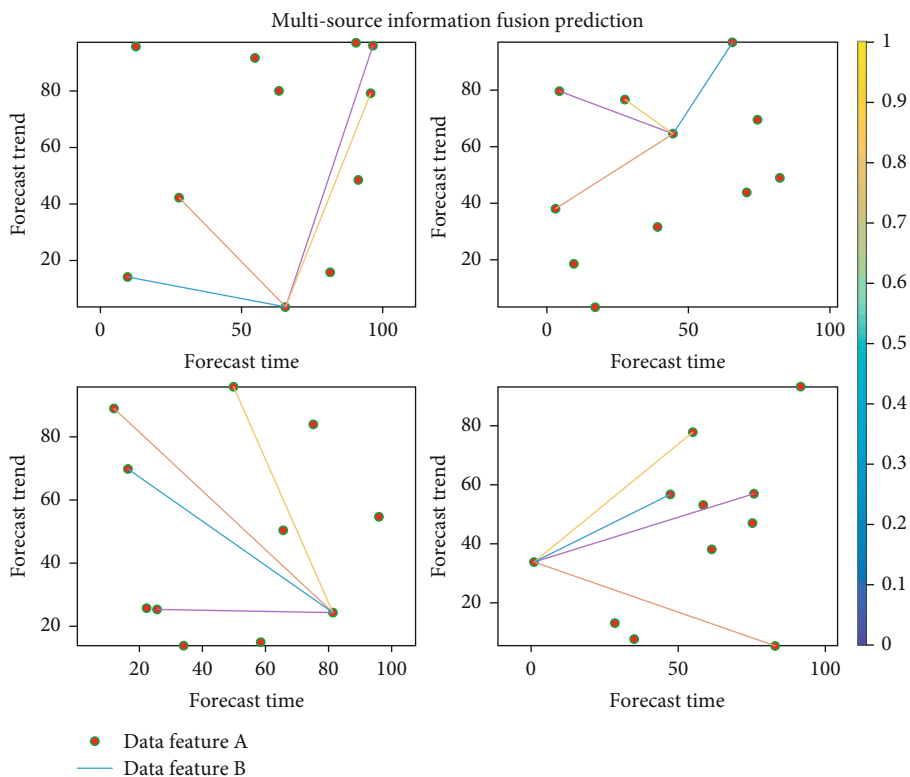 Multi-source information fusion prediction
80
60
40
20
Forecast trend
0 50 100
Forecast time
80
60
40
20
Forecast trend
0 50 100
Forecast time
80
60
40
20
Forecast trend
20 40 60 80 100
Forecast time
80
60
40
20
Forecast trend
0 50 100
Forecast time
1
0.9
0.8
0.7
0.6
0.5
0.4
0.3
0.2
0.1
0
Data feature A
Data feature B